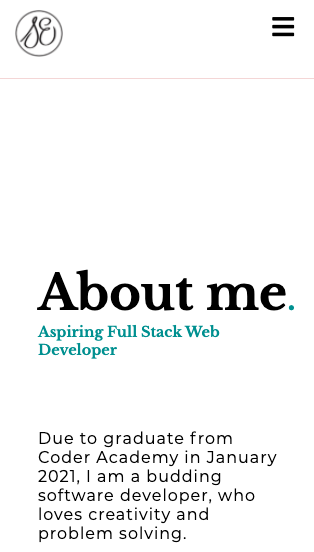 SE
About me.
Aspiring Full Stack Web
Developer
Due to graduate from
Coder Academy in January
2021, I am a budding
software developer, who
loves creativity and
problem solving.